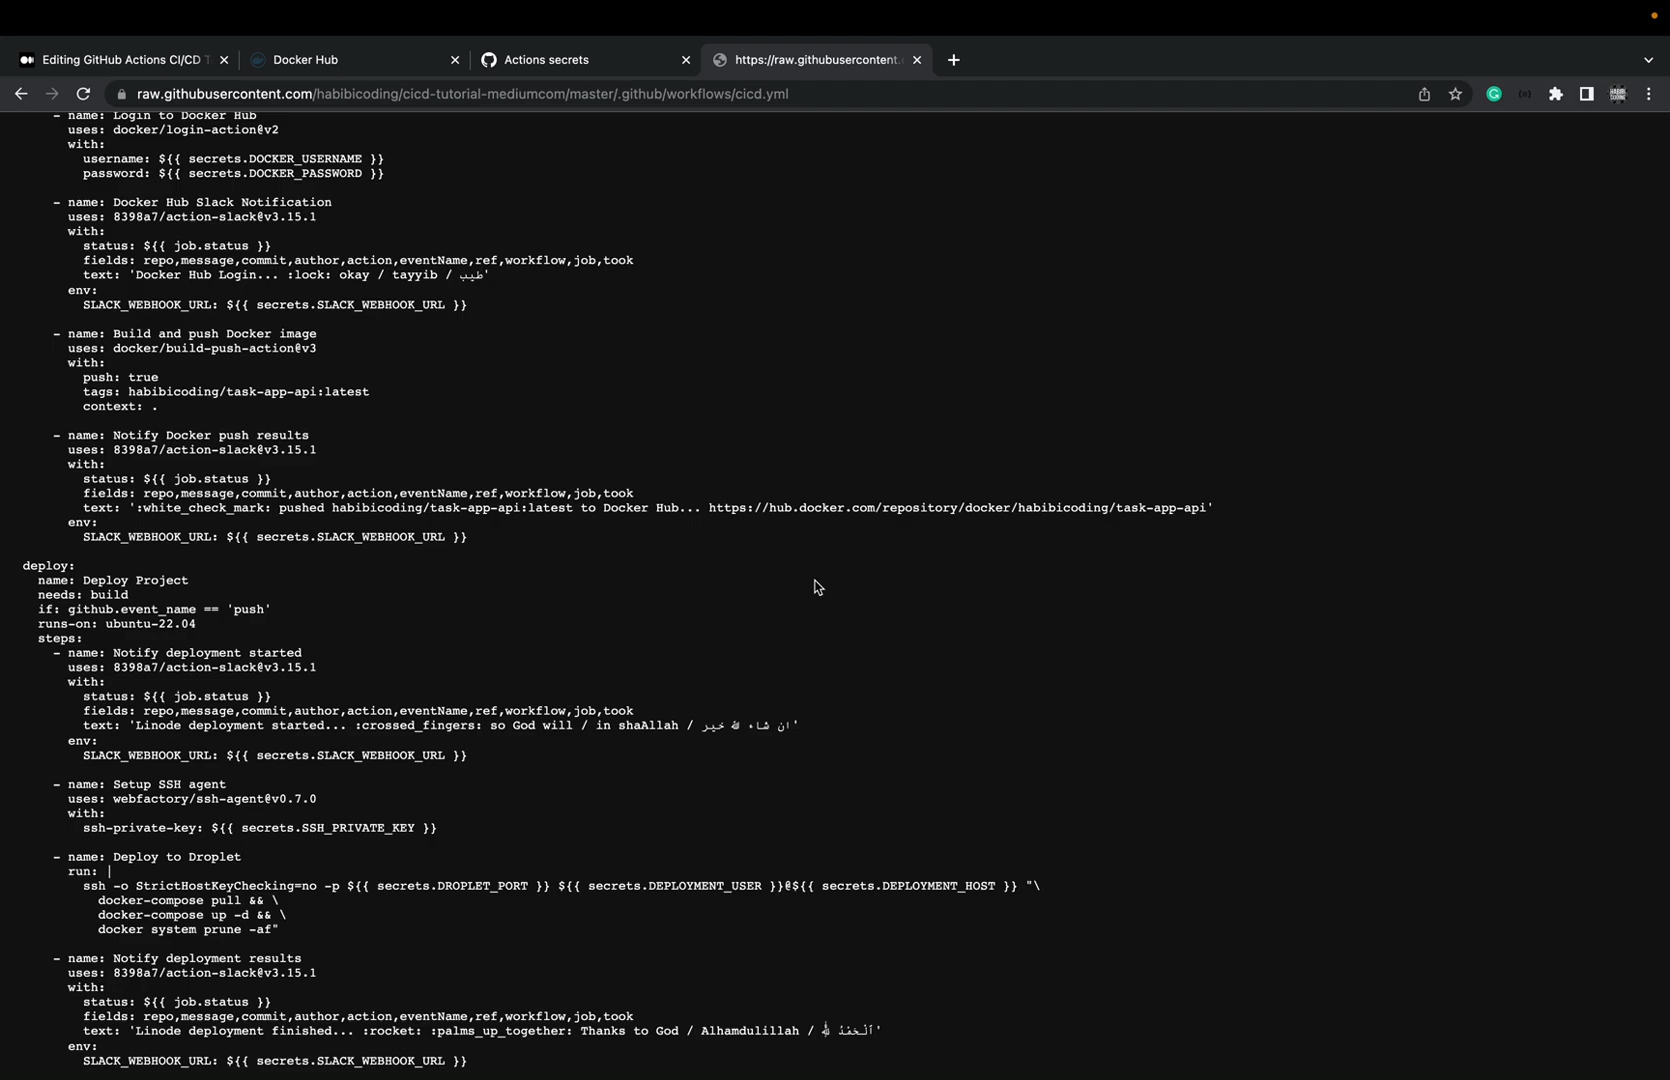 Editing GitHub Actions CI/CD T
Docker Hub
Actions secrets
https://raw.githubusercontent.c
raw.githubusercontent.com/habibicoding/cicd-tutorial-mediumcom/master/.github/workflows/cicd.yml
- name: Login to Docker Hub
uses: docker/login-action@v2
with:
username: ${{ secrets.DOCKER_USERNAME }}
password: ${{ secrets.DOCKER_PASSWORD }}
- name: Docker Hub Slack Notification
uses: 8398a7/action-slack@v3.15.1
with:
status: ${{ job.status }}
fields: repo,message,commit,author,action,eventName,ref,workflow,job,took
text: 'Docker Hub Login... :lock: okay / tayyib / طيب'
env:
SLACK_WEBHOOK_URL: ${{ secrets.SLACK_WEBHOOK_URL }}
- name: Build and push Docker image
uses: docker/build-push-action@v3
with:
push: true
tags: habibicoding/task-app-api:latest
context: .
- name: Notify Docker push results
uses: 8398a7/action-slack@v3.15.1
with:
status: ${{ job.status }}
fields: repo,message,commit,author,action,eventName,ref,workflow,job,took
text: ':white_check_mark: pushed habibicoding/task-app-api:latest to Docker Hub... https://hub.docker.com/repository/docker/habibicoding/task-app-api'
env:
SLACK_WEBHOOK_URL: ${{ secrets.SLACK_WEBHOOK_URL }}
deploy:
name: Deploy Project
needs: build
if: github.event_name == 'push'
runs-on: ubuntu-22.04
steps:
- name: Notify deployment started
uses: 8398a7/action-slack@v3.15.1
with:
status: ${{ job.status }}
fields: repo,message,commit,author,action,eventName,ref,workflow,job,took
text: 'Linode deployment started... :crossed_fingers: so God will / in shaAllah / ان شاء لله خير'
env:
SLACK_WEBHOOK_URL: ${{ secrets.SLACK_WEBHOOK_URL }}
- name: Setup SSH agent
uses: webfactory/ssh-agent@v0.7.0
with:
ssh-private-key: ${{ secrets.SSH_PRIVATE_KEY }}
- name: Deploy to Droplet
run: |
ssh -o StrictHostKeyChecking=no -p ${{ secrets.DROPLET_PORT }} ${{ secrets.DEPLOYMENT_USER }}@${{ secrets.DEPLOYMENT_HOST }} "\
docker-compose pull && \
docker-compose up -d && \
docker system prune -af"
- name: Notify deployment results
uses: 8398a7/action-slack@v3.15.1
with:
status: ${{ job.status }}
fields: repo,message,commit,author,action,eventName,ref,workflow,job,took
text: 'Linode deployment finished... :rocket: :palms_up_together: Thanks to God / Alhamdulillah / ٱلْحَمْدُ لِلَّٰهِ'
env:
SLACK_WEBHOOK_URL: ${{ secrets.SLACK_WEBHOOK_URL }}